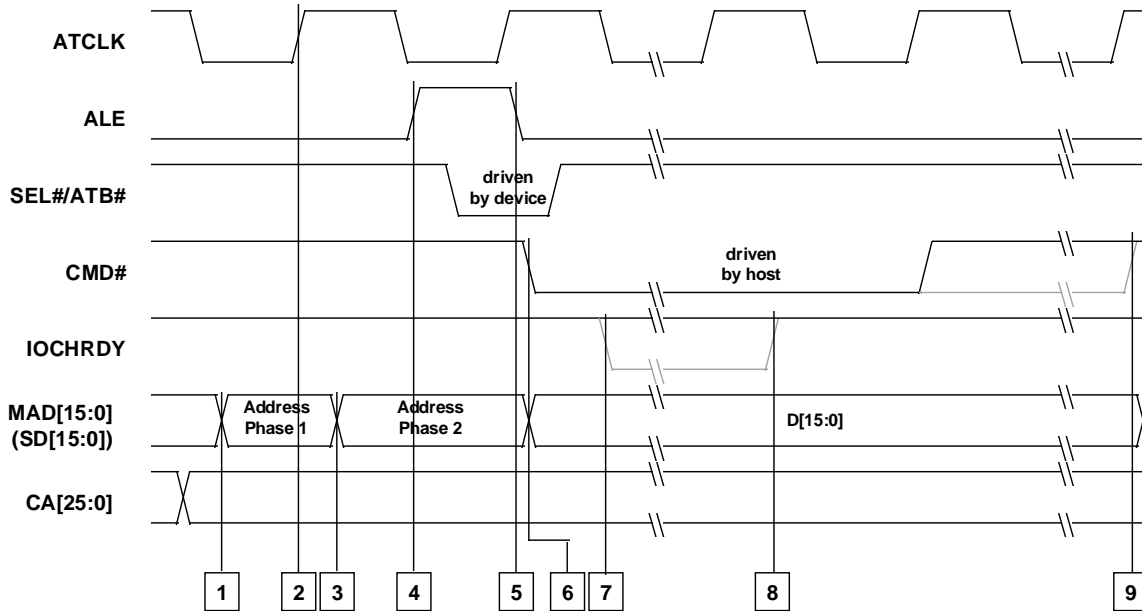 ATCLK
ALE
SEL#/ATB#
driven
by device
CMD#
driven
by host
IOCHRDY
MAD[15:0]
(SD[15:0])
Address
Phase 1
Address
Phase 2
D[15:0]
CA[25:0]
1 2 3 4 5 6 7 8 9